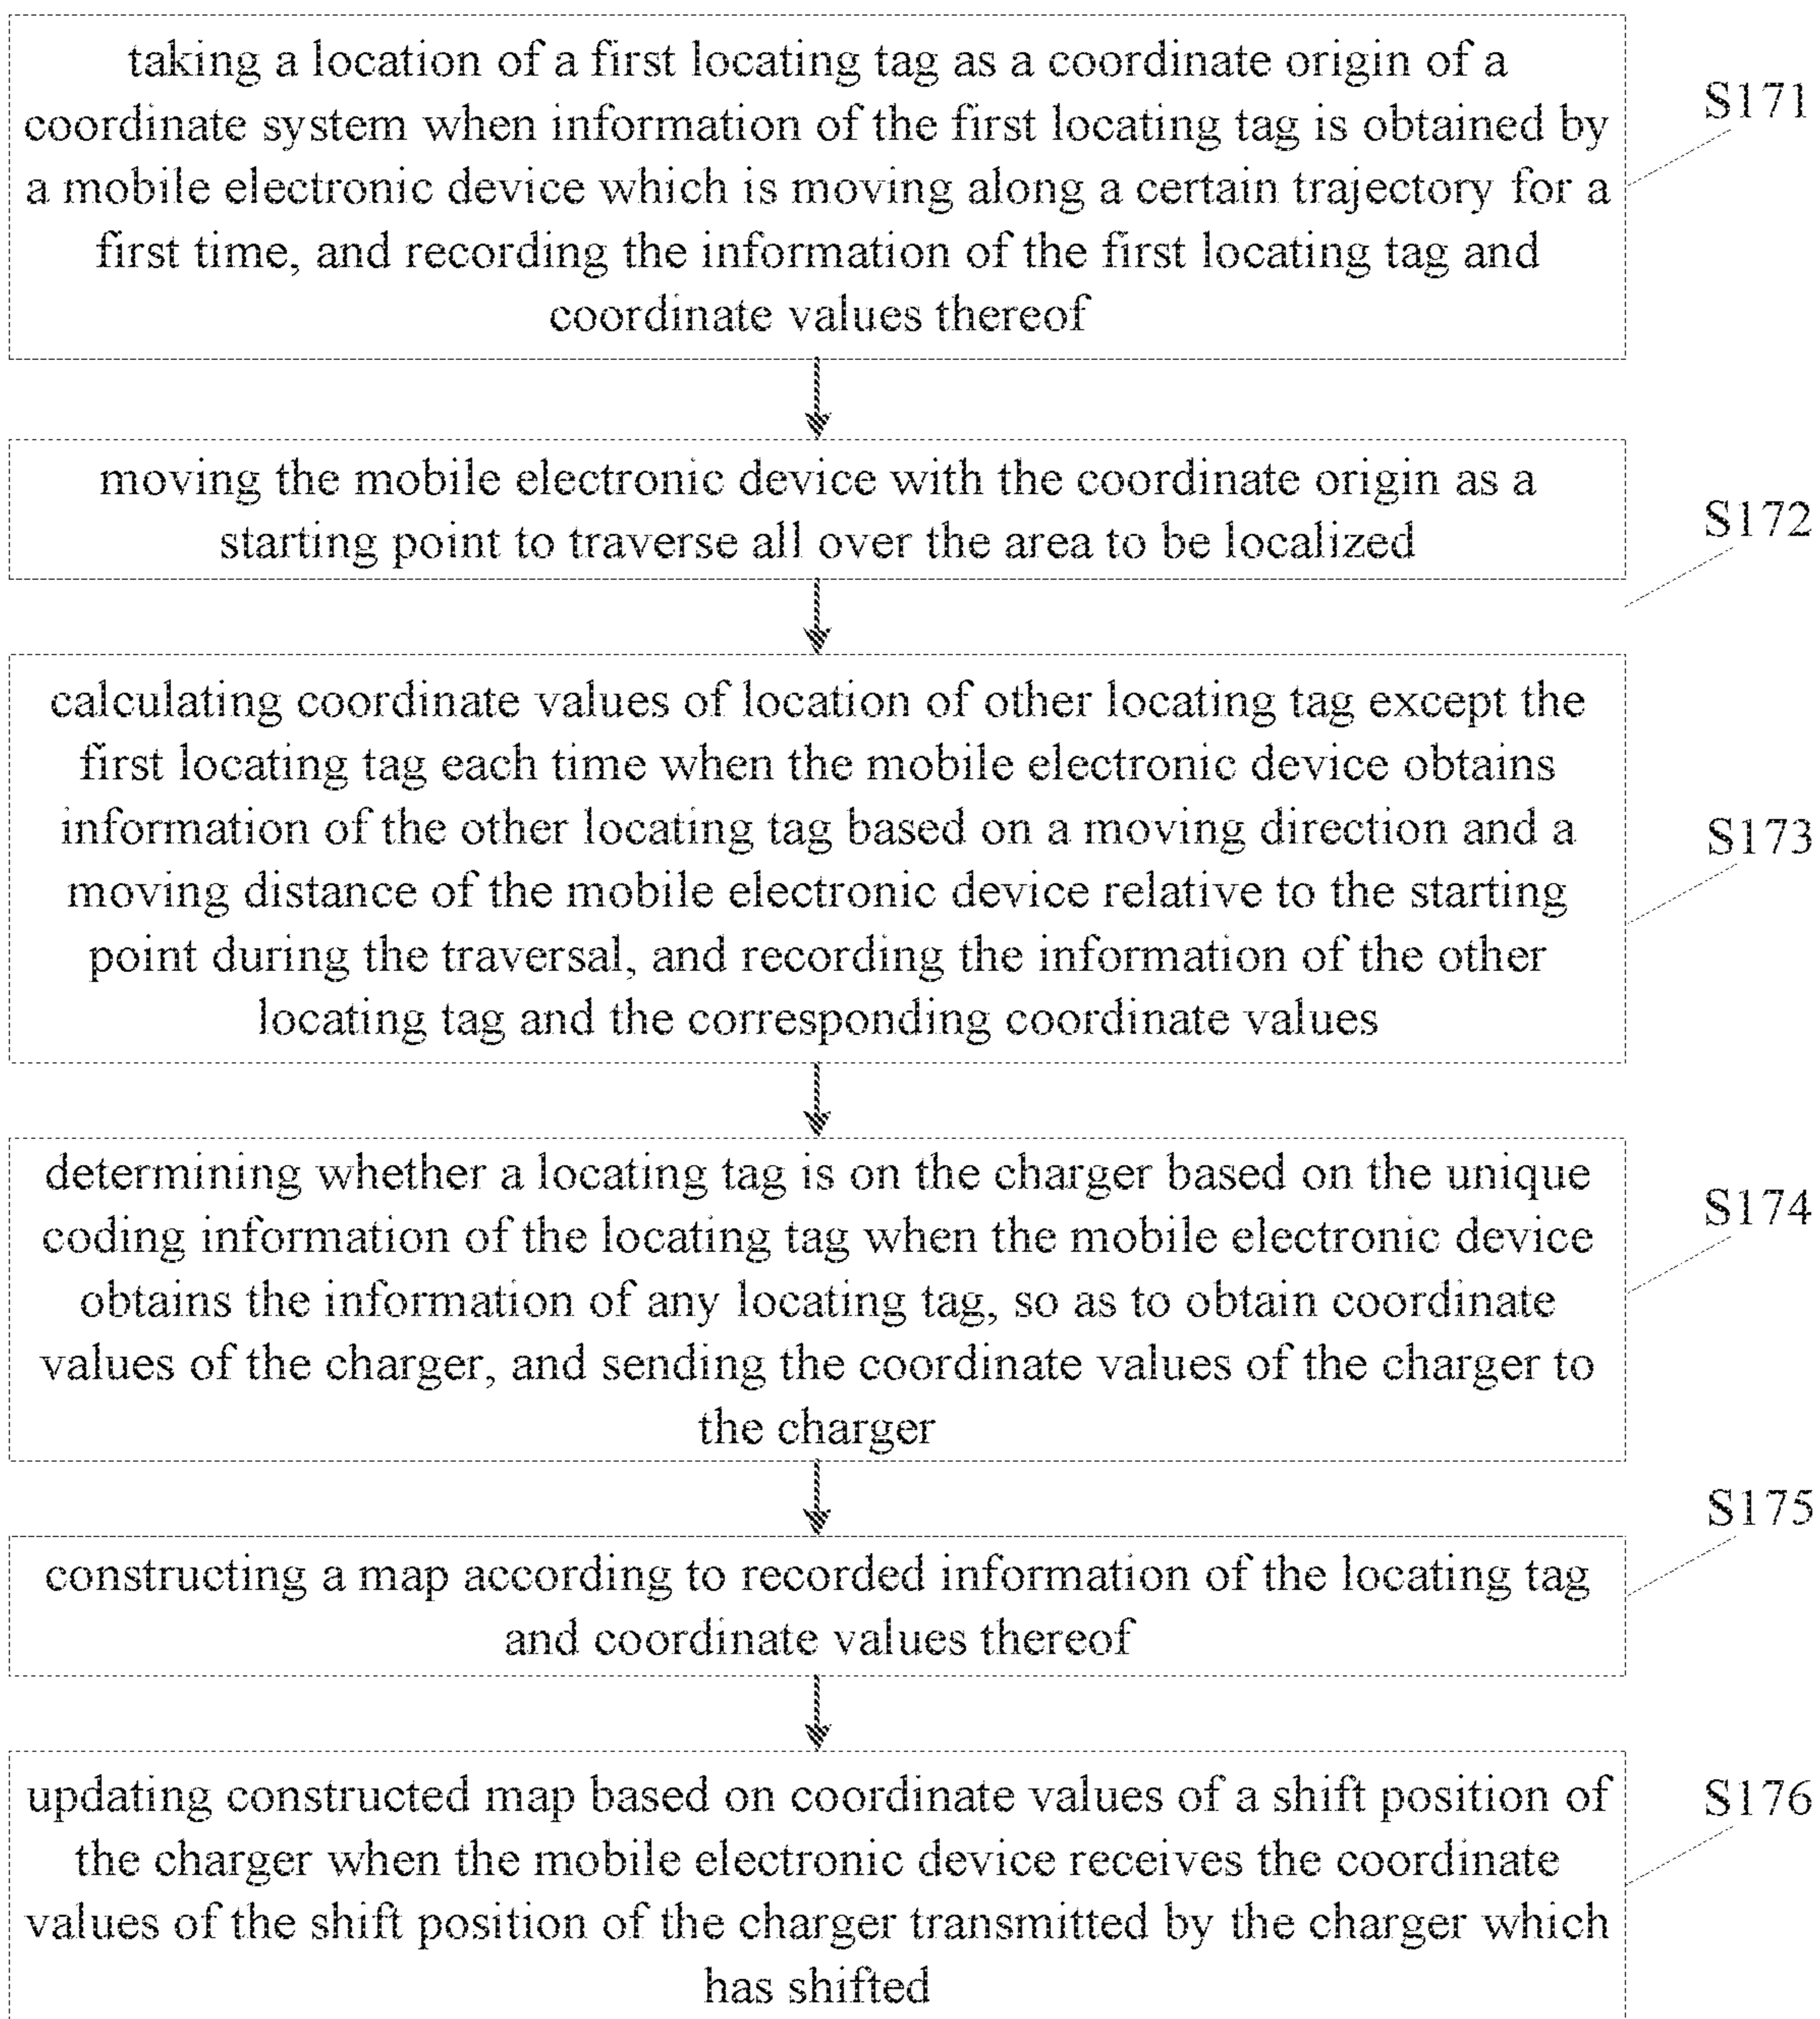 taking a location of a first locating tag as a coordinate origin of a
coordinate system when information of the first locating tag is obtained by
a mobile electronic device which is moving along a certain trajectory for a
first time, and recording the information of the first locating tag and
coordinate values thereof
S171
moving the mobile electronic device with the coordinate origin as a
starting point to traverse all over the area to be localized
S172
calculating coordinate values of location of other locating tag except the
first locating tag each time when the mobile electronic device obtains
information of the other locating tag based on a moving direction and a
moving distance of the mobile electronic device relative to the starting
point during the traversal, and recording the information of the other
locating tag and the corresponding coordinate values
S173
determining whether a locating tag is on the charger based on the unique
coding information of the locating tag when the mobile electronic device
obtains the information of any locating tag, so as to obtain coordinate
values of the charger, and sending the coordinate values of the charger to
the charger
S174
constructing a map according to recorded information of the locating tag
and coordinate values thereof
S175
updating constructed map based on coordinate values of a shift position of
the charger when the mobile electronic device receives the coordinate
values of the shift position of the charger transmitted by the charger which
has shifted
S176